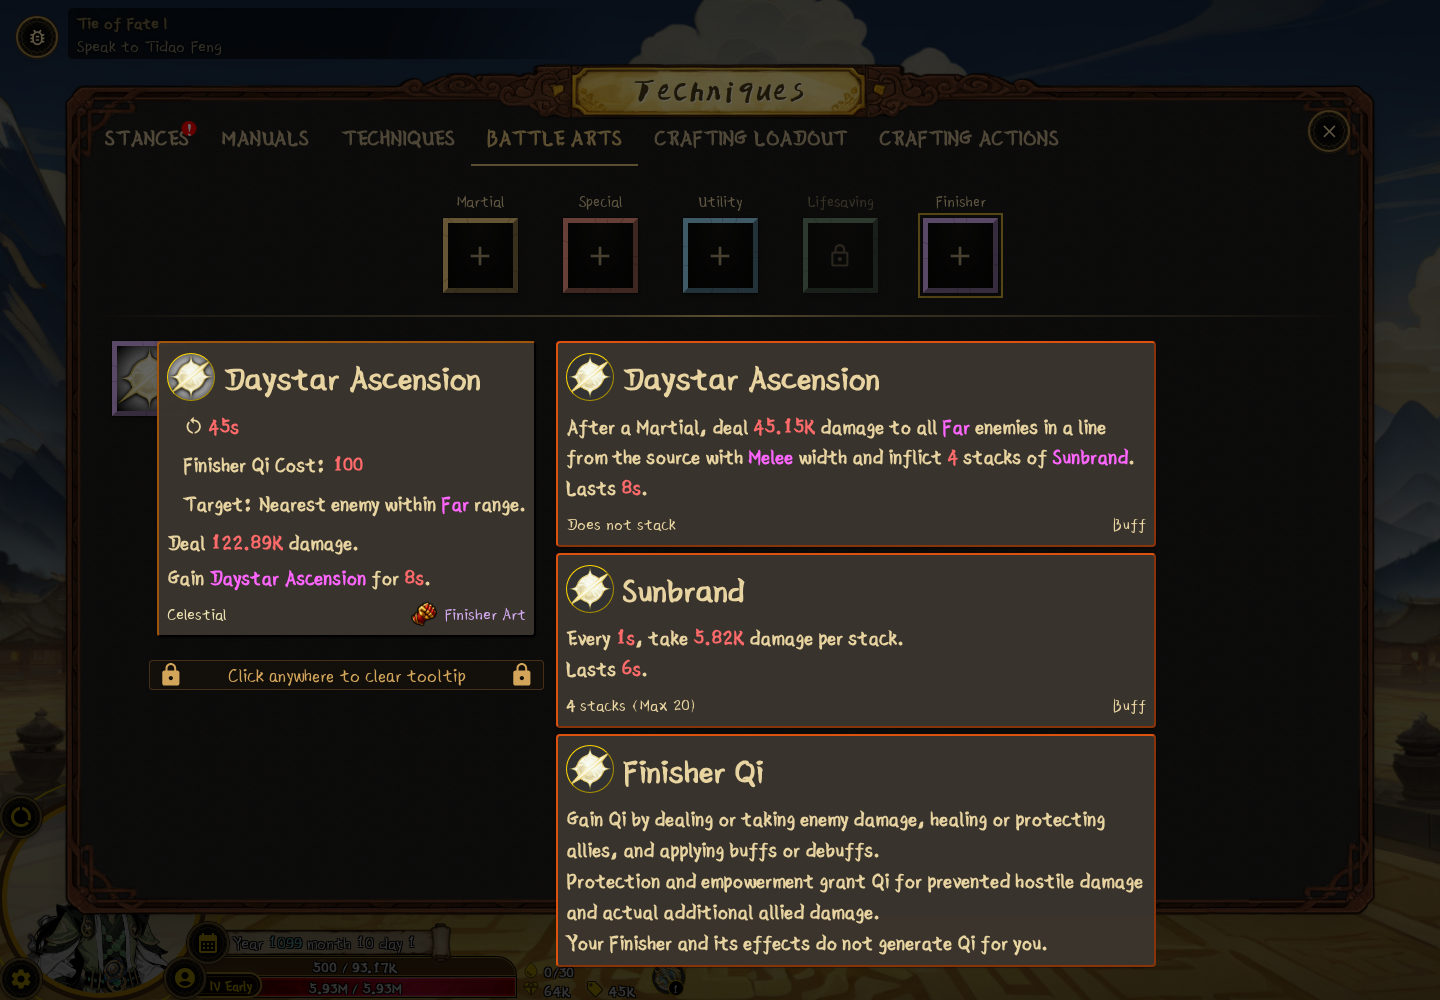 Tie of Fate I
Speak to Tidao Feng
Techniques
STANCES
!
MANUALS
TECHNIQUES
BATTLE ARTS
CRAFTING LOADOUT
CRAFTING ACTIONS
Martial
Special
Utility
Lifesaving
Finisher
Daystar Ascension
45s
Finisher Qi Cost: 100
Target: Nearest enemy within Far range.
Deal 122.89K damage.
Gain Daystar Ascension for 8s.
Celestial
Finisher Art
Click anywhere to clear tooltip
Daystar Ascension
After a Martial, deal 45.15K damage to all Far enemies in a line
from the source with Melee width and inflict 4 stacks of Sunbrand.
Lasts 8s.
Does not stack
Buff
Sunbrand
Every 1s, take 5.82K damage per stack.
Lasts 6s.
4 stacks (Max 20)
Buff
Finisher Qi
Gain Qi by dealing or taking enemy damage, healing or protecting
allies, and applying buffs or debuffs.
Protection and empowerment grant Qi for prevented hostile damage
and actual additional allied damage.
Your Finisher and its effects do not generate Qi for you.
Year 1099 month 10 day 1
500 / 93.17K
IV Early
5.93M / 5.93M
0/30
64K
45K